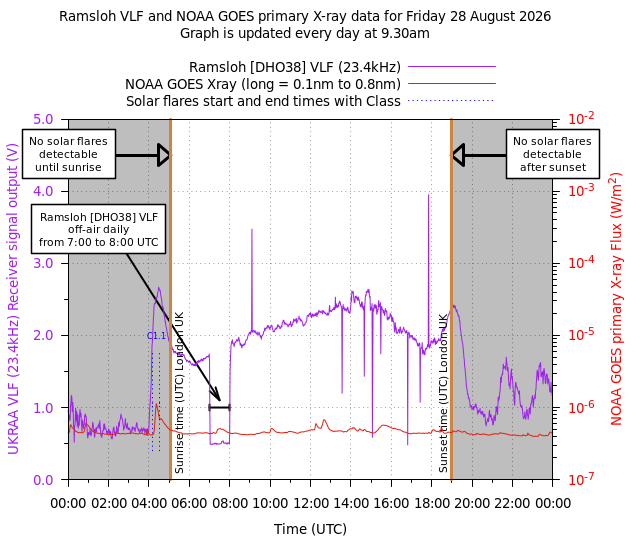 Ramsloh VLF and NOAA GOES primary X-ray data for Friday 28 August 2026
Graph is updated every day at 9.30am
Ramsloh [DHO38] VLF (23.4kHz)
NOAA GOES Xray (long = 0.1nm to 0.8nm)
Solar flares start and end times with Class
5.0
4.0
3.0
2.0
1.0
0.0
UKRAA VLF (23.4kHz) Receiver signal output (V)
No solar flares
detectable
until sunrise
Ramsloh [DHO38] VLF
off-air daily
from 7:00 to 8:00 UTC
C1.1
Sunrise time (UTC) London UK
Sunset time (UTC) London UK
No solar flares
detectable
after sunset
10-2
10-3
10-4
10-5
10-6
10-7
NOAA GOES primary X-ray Flux (W/m2)
00:00 02:00 04:00 06:00 08:00 10:00 12:00 14:00 16:00 18:00 20:00 22:00 00:00
Time (UTC)